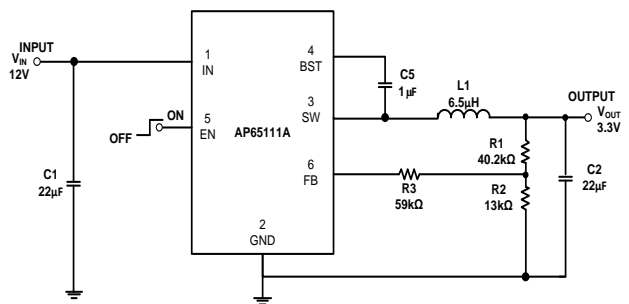 INPUT
VIN
12V
C1
22µF
OFF
ON
1
IN
5
EN
AP65111A
4
BST
3
SW
6
FB
2
GND
C5
1µF
L1
6.5µH
R3
59kΩ
R1
40.2kΩ
R2
13kΩ
C2
22µF
OUTPUT
VOUT
3.3V